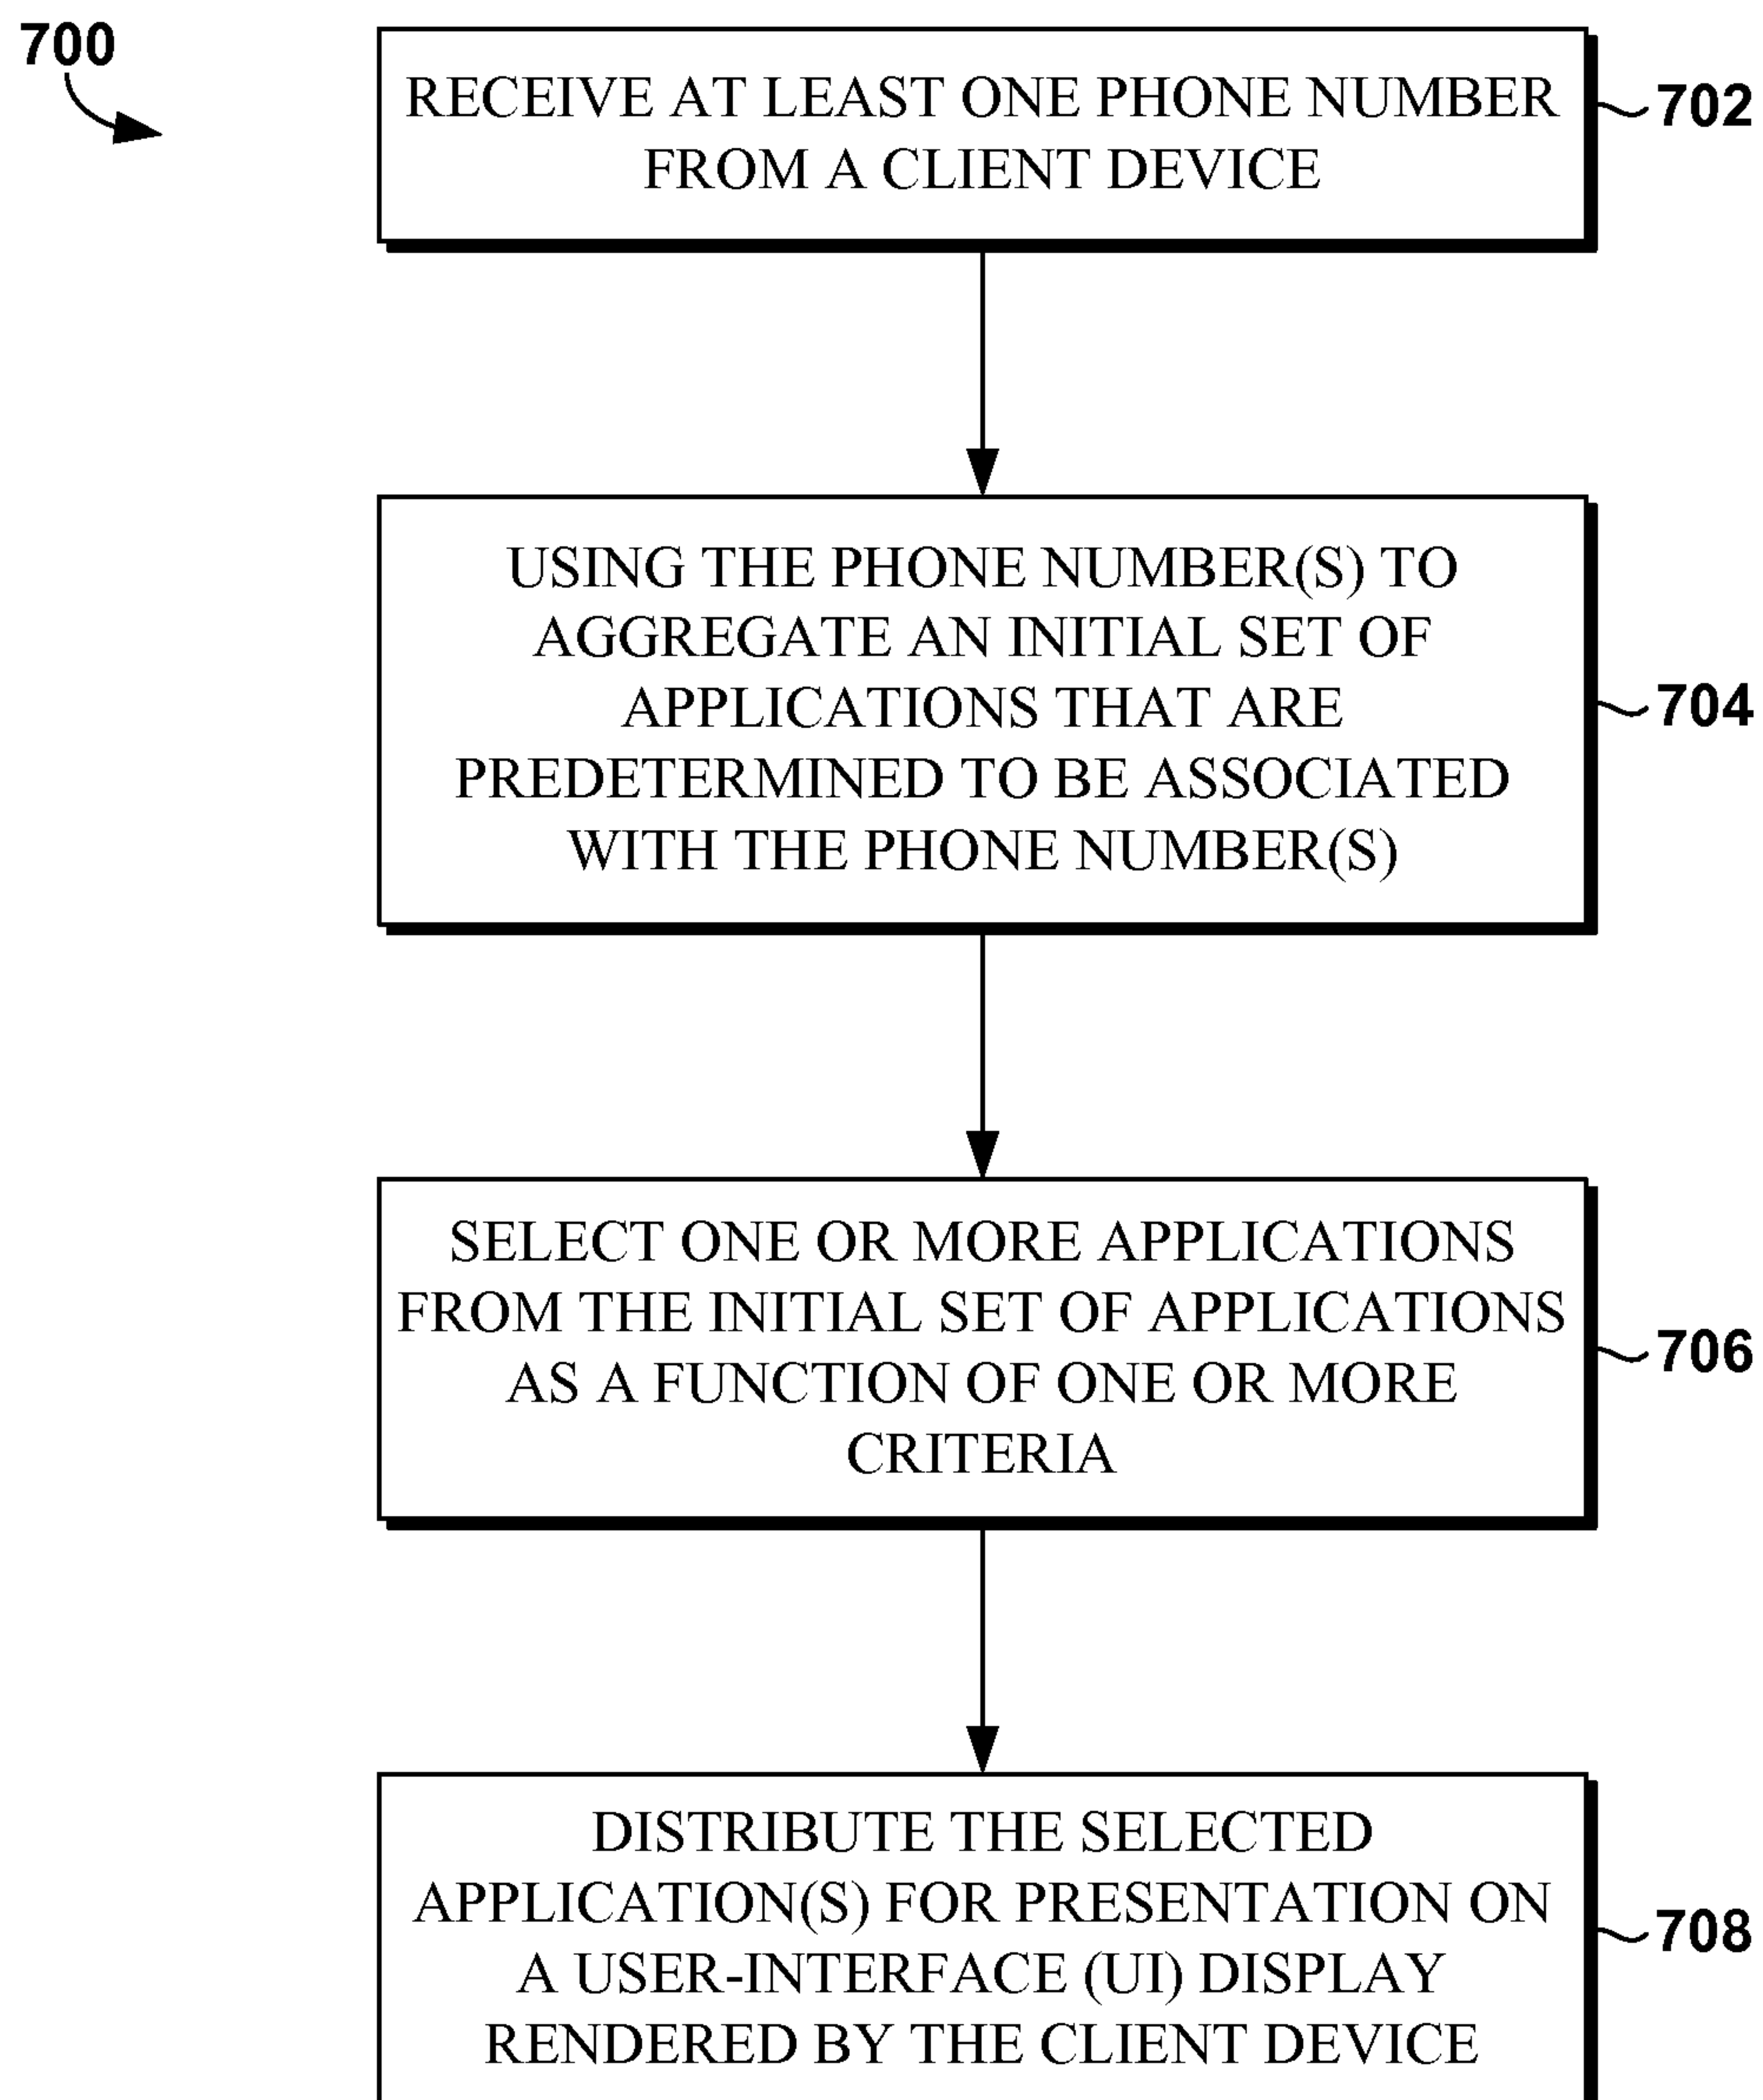 700
RECEIVE AT LEAST ONE PHONE NUMBER
FROM A CLIENT DEVICE
702
USING THE PHONE NUMBER(S) TO
AGGREGATE AN INITIAL SET OF
APPLICATIONS THAT ARE
PREDETERMINED TO BE ASSOCIATED
WITH THE PHONE NUMBER(S)
704
SELECT ONE OR MORE APPLICATIONS
FROM THE INITIAL SET OF APPLICATIONS
AS A FUNCTION OF ONE OR MORE
CRITERIA
706
DISTRIBUTE THE SELECTED
APPLICATION(S) FOR PRESENTATION ON
A USER-INTERFACE (UI) DISPLAY
RENDERED BY THE CLIENT DEVICE
708